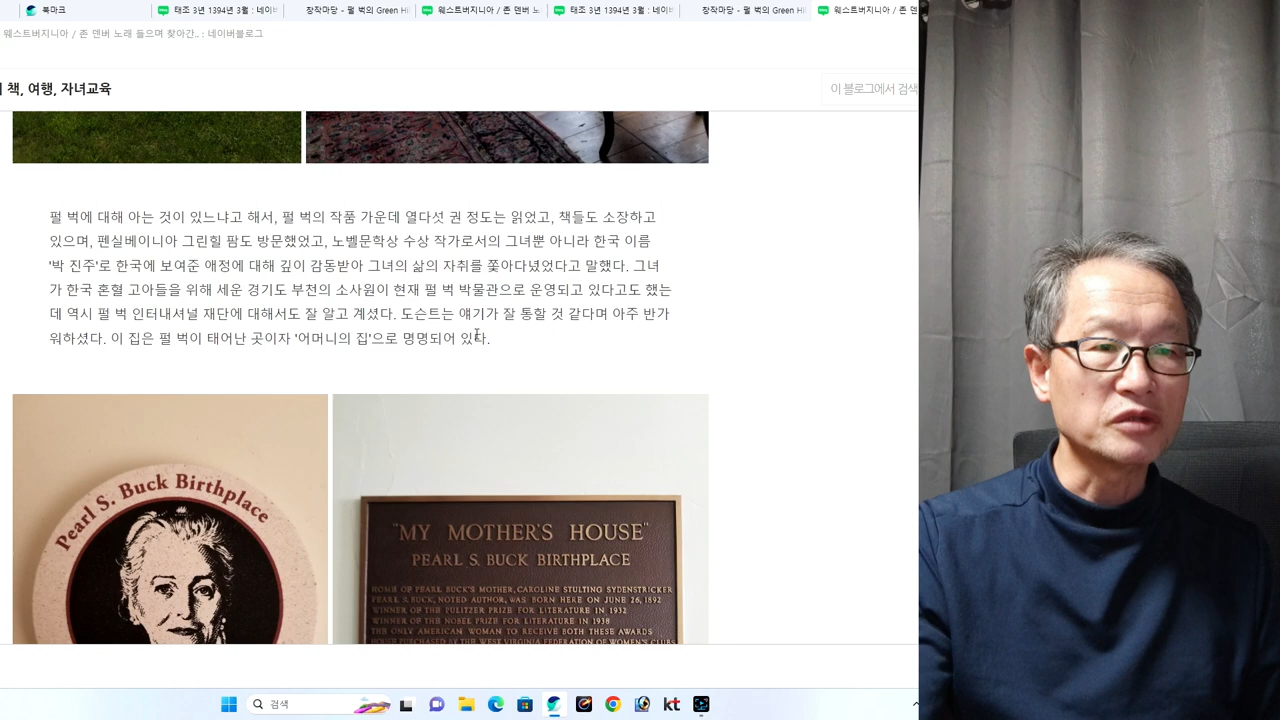 북마크
태조 3년 1394년 3월 : 네이버
창작마당 - 펄 벅의 Green Hi
웨스트버지니아 / 존 덴버 노
태조 3년 1394년 3월 : 네이버
창작마당 - 펄 벅의 Green Hi
웨스트버지니아 / 존 덴
웨스트버지니아 / 존 덴버 노래 들으며 찾아간.. : 네이버블로그
책, 여행, 자녀교육
이 블로그에서 검색
펄 벅에 대해 아는 것이 있느냐고 해서, 펄 벅의 작품 가운데 열다섯 권 정도는 읽었고, 책들도 소장하고
있으며, 펜실베이니아 그린힐 팜도 방문했었고, 노벨문학상 수상 작가로서의 그녀뿐 아니라 한국 이름
'박 진주'로 한국에 보여준 애정에 대해 깊이 감동받아 그녀의 삶의 자취를 쫓아다녔었다고 말했다. 그녀
가 한국 혼혈 고아들을 위해 세운 경기도 부천의 소사원이 현재 펄 벅 박물관으로 운영되고 있다고도 했는
데 역시 펄 벅 인터내셔널 재단에 대해서도 잘 알고 계셨다. 도슨트는 얘기가 잘 통할 것 같다며 아주 반가
워하셨다. 이 집은 펄 벅이 태어난 곳이자 '어머니의 집'으로 명명되어 있다.
Pearl S. Buck Birthplace
"MY MOTHER'S HOUSE"
PEARL S. BUCK BIRTHPLACE
HOME OF PEARL BUCK'S MOTHER, CAROLINE STULTING SYDENSTRICKER
PEARL S. BUCK, NOTED AUTHOR, WAS BORN HERE ON JUNE 26, 1892
WINNER OF THE PULITZER PRIZE FOR LITERATURE IN 1932
WINNER OF THE NOBEL PRIZE FOR LITERATURE IN 1938
THE ONLY AMERICAN WOMAN TO RECEIVE BOTH THESE AWARDS
HOUSE PURCHASED BY THE WEST VIRGINIA FEDERATION OF WOMEN'S CLUBS
검색
kt